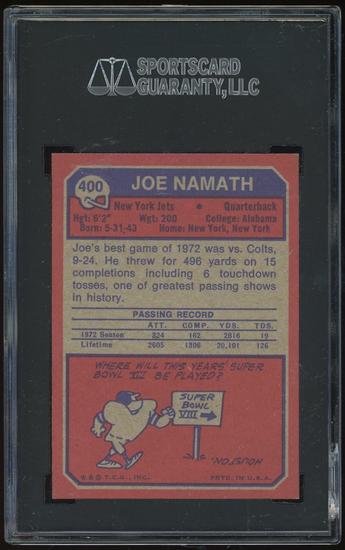 SPORTSCARD
GUARANTY, LLC
400
JOE NAMATH
New York Jets • Quarterback
Hgt: 6'2" Wgt: 200 College: Alabama
Born: 5-31-43 Home: New York, New York
Joe's best game of 1972 was vs. Colts,
9-24. He threw for 496 yards on 15
completions including 6 touchdown
tosses, one of greatest passing shows
in history.
PASSING RECORD
ATT. COMP. YDS. TDS.
1972 Season 324 162 2816 19
Lifetime 2605 1306 20,101 126
WHERE WILL THIS YEARS' SUPER
BOWL VIII BE PLAYED?
SUPER
BOWL
VIII
HOUSTON.
© T.C.G., INC. PRTD. IN U.S.A.